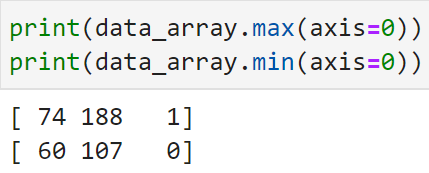 print(data_array.max(axis=0))
print(data_array.min(axis=0))
[ 74 188   1]
[ 60 107   0]